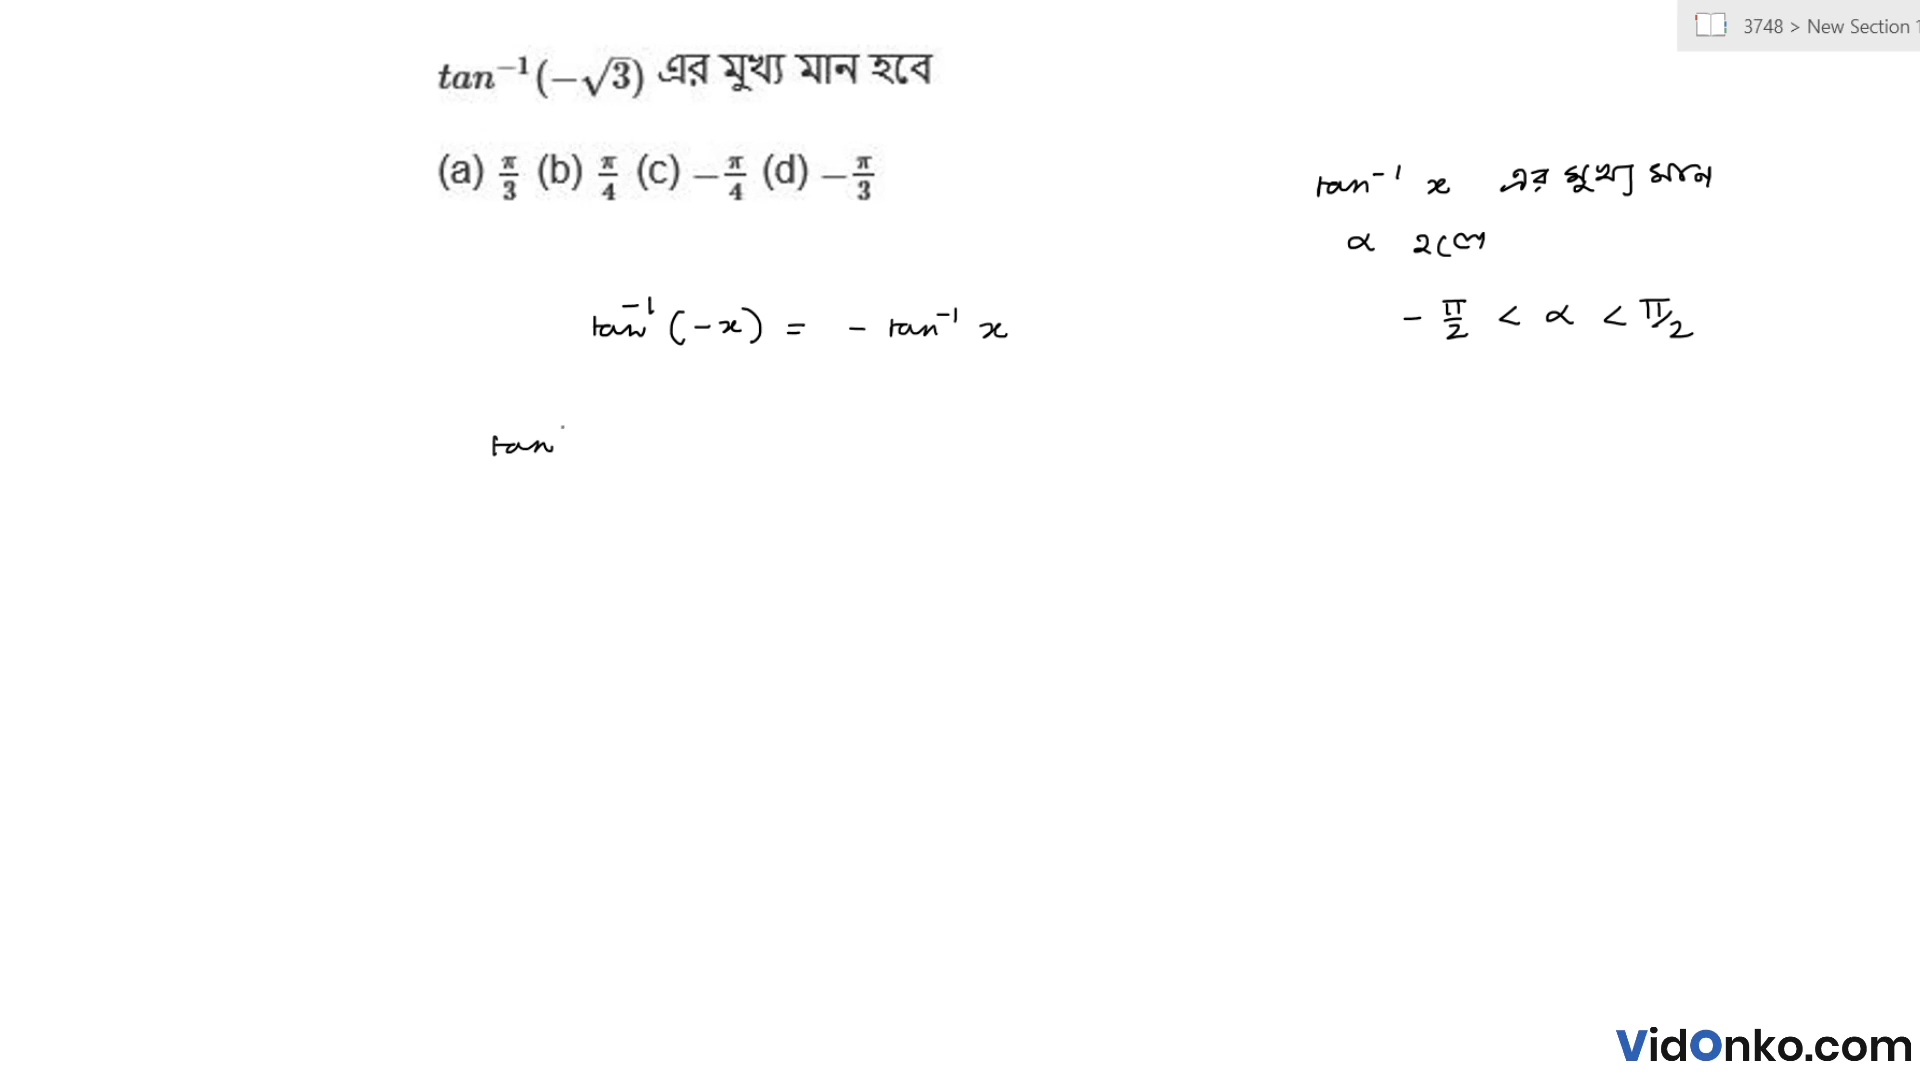 3748 > New Section 1
tan⁻¹(−√3) এর মুখ্য মান হবে
(a) π/3 (b) π/4 (c) −π/4 (d) −π/3
tan⁻¹ x এর মুখ্য মান
α হলে
− π/2 < α < π/2
tan⁻¹ (−x) = − tan⁻¹ x
tan
VidOnko.com